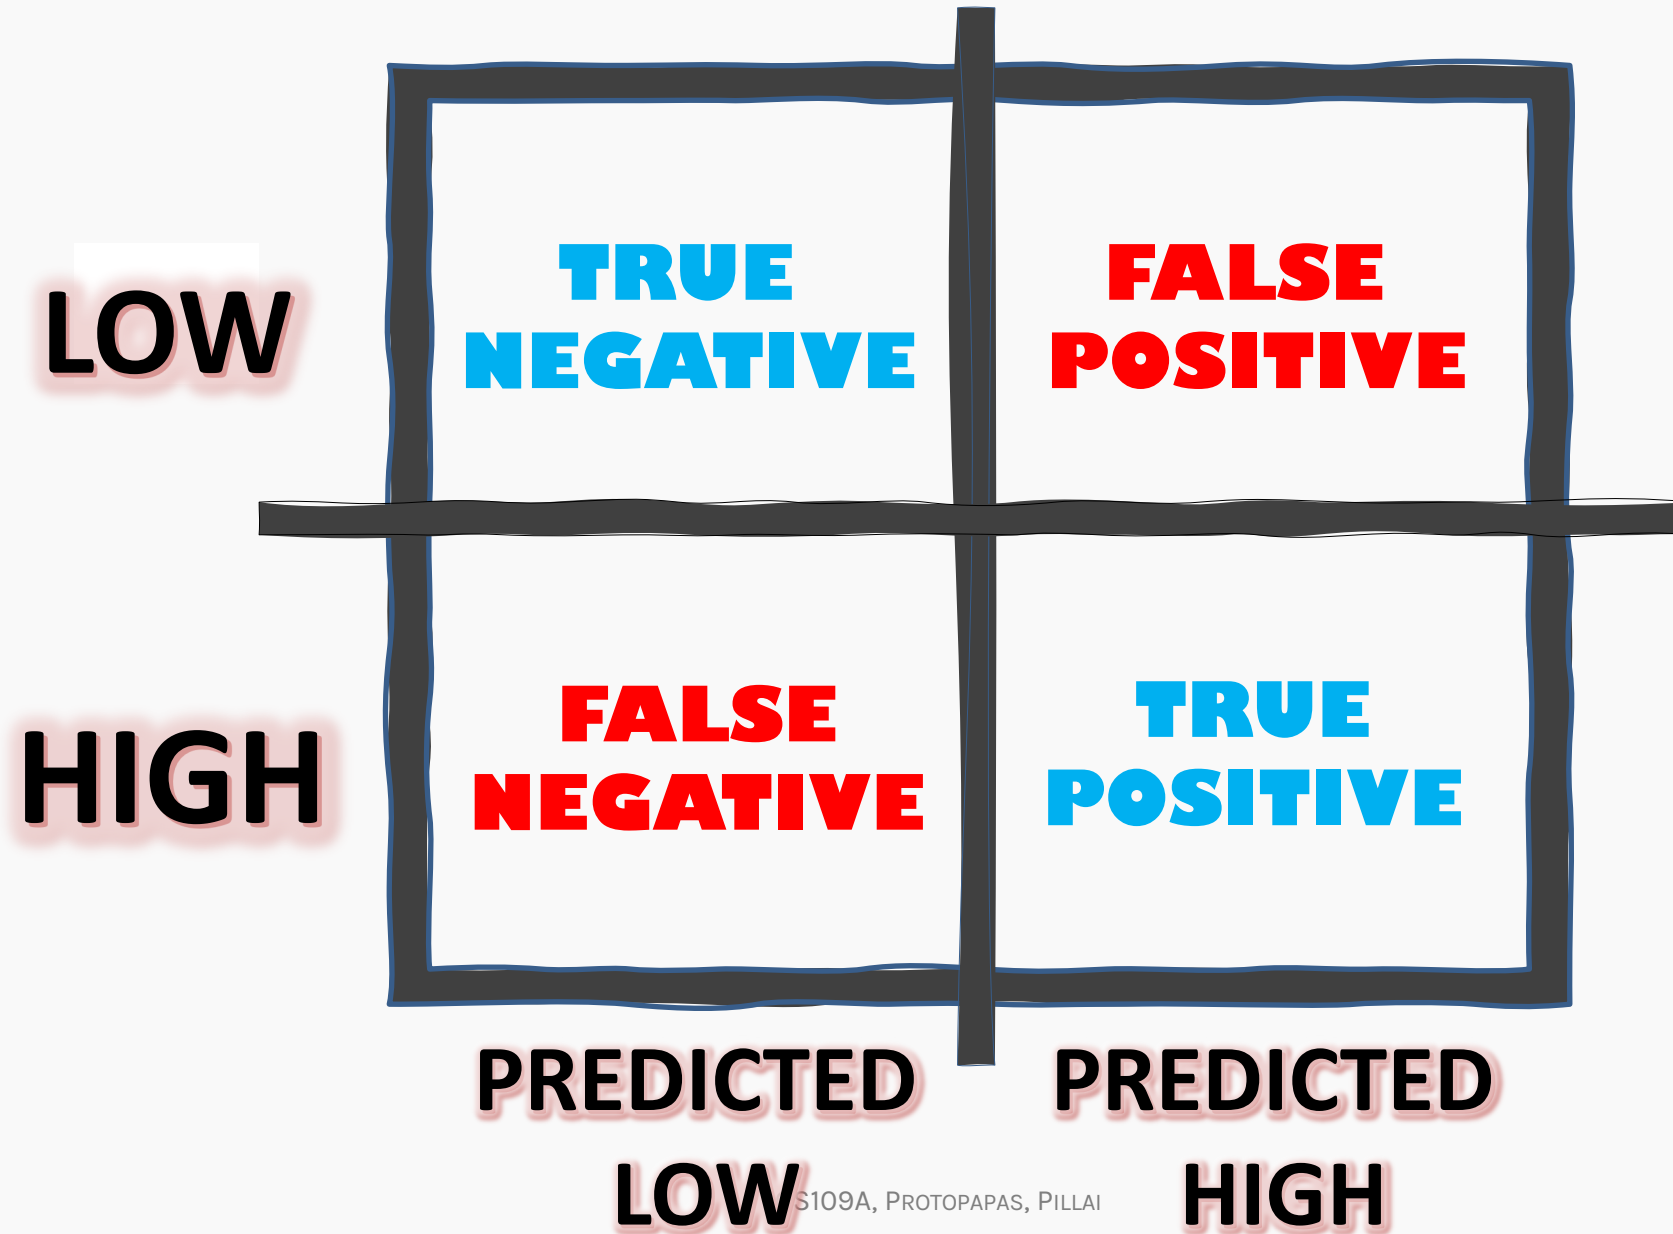 TRUE
NEGATIVE
FALSE
POSITIVE
LOW
FALSE
NEGATIVE
TRUE
POSITIVE
HIGH
PREDICTED
LOW
PREDICTED
HIGH
S109A, PROTOPAPAS, PILLAI